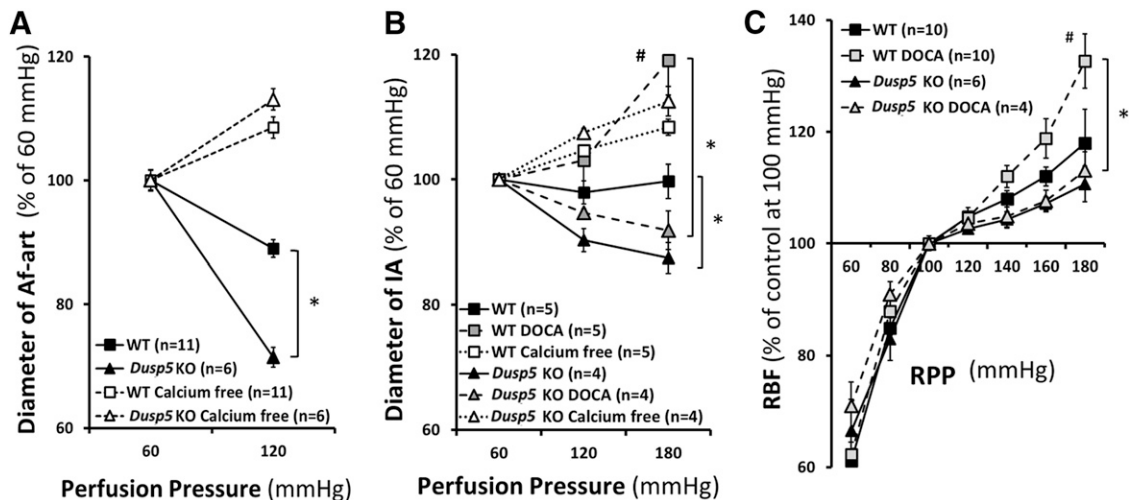 A
Diameter of Af-art (% of 60 mmHg)
120
100
80
60
*
WT (n=11)
Dusp5 KO (n=6)
WT Calcium free (n=11)
Dusp5 KO Calcium free (n=6)
60 120
Perfusion Pressure (mmHg)
B
Diameter of IA (% of 60 mmHg)
120
100
80
60
#
*
*
WT (n=5)
WT DOCA (n=5)
WT Calcium free (n=5)
Dusp5 KO (n=4)
Dusp5 KO DOCA (n=4)
Dusp5 KO Calcium free (n=4)
60 120 180
Perfusion Pressure (mmHg)
C
RBF (% of control at 100 mmHg)
140
120
100
80
60
WT (n=10)
WT DOCA (n=10)
Dusp5 KO (n=6)
Dusp5 KO DOCA (n=4)
#
*
60 80 100 120 140 160 180
RPP (mmHg)